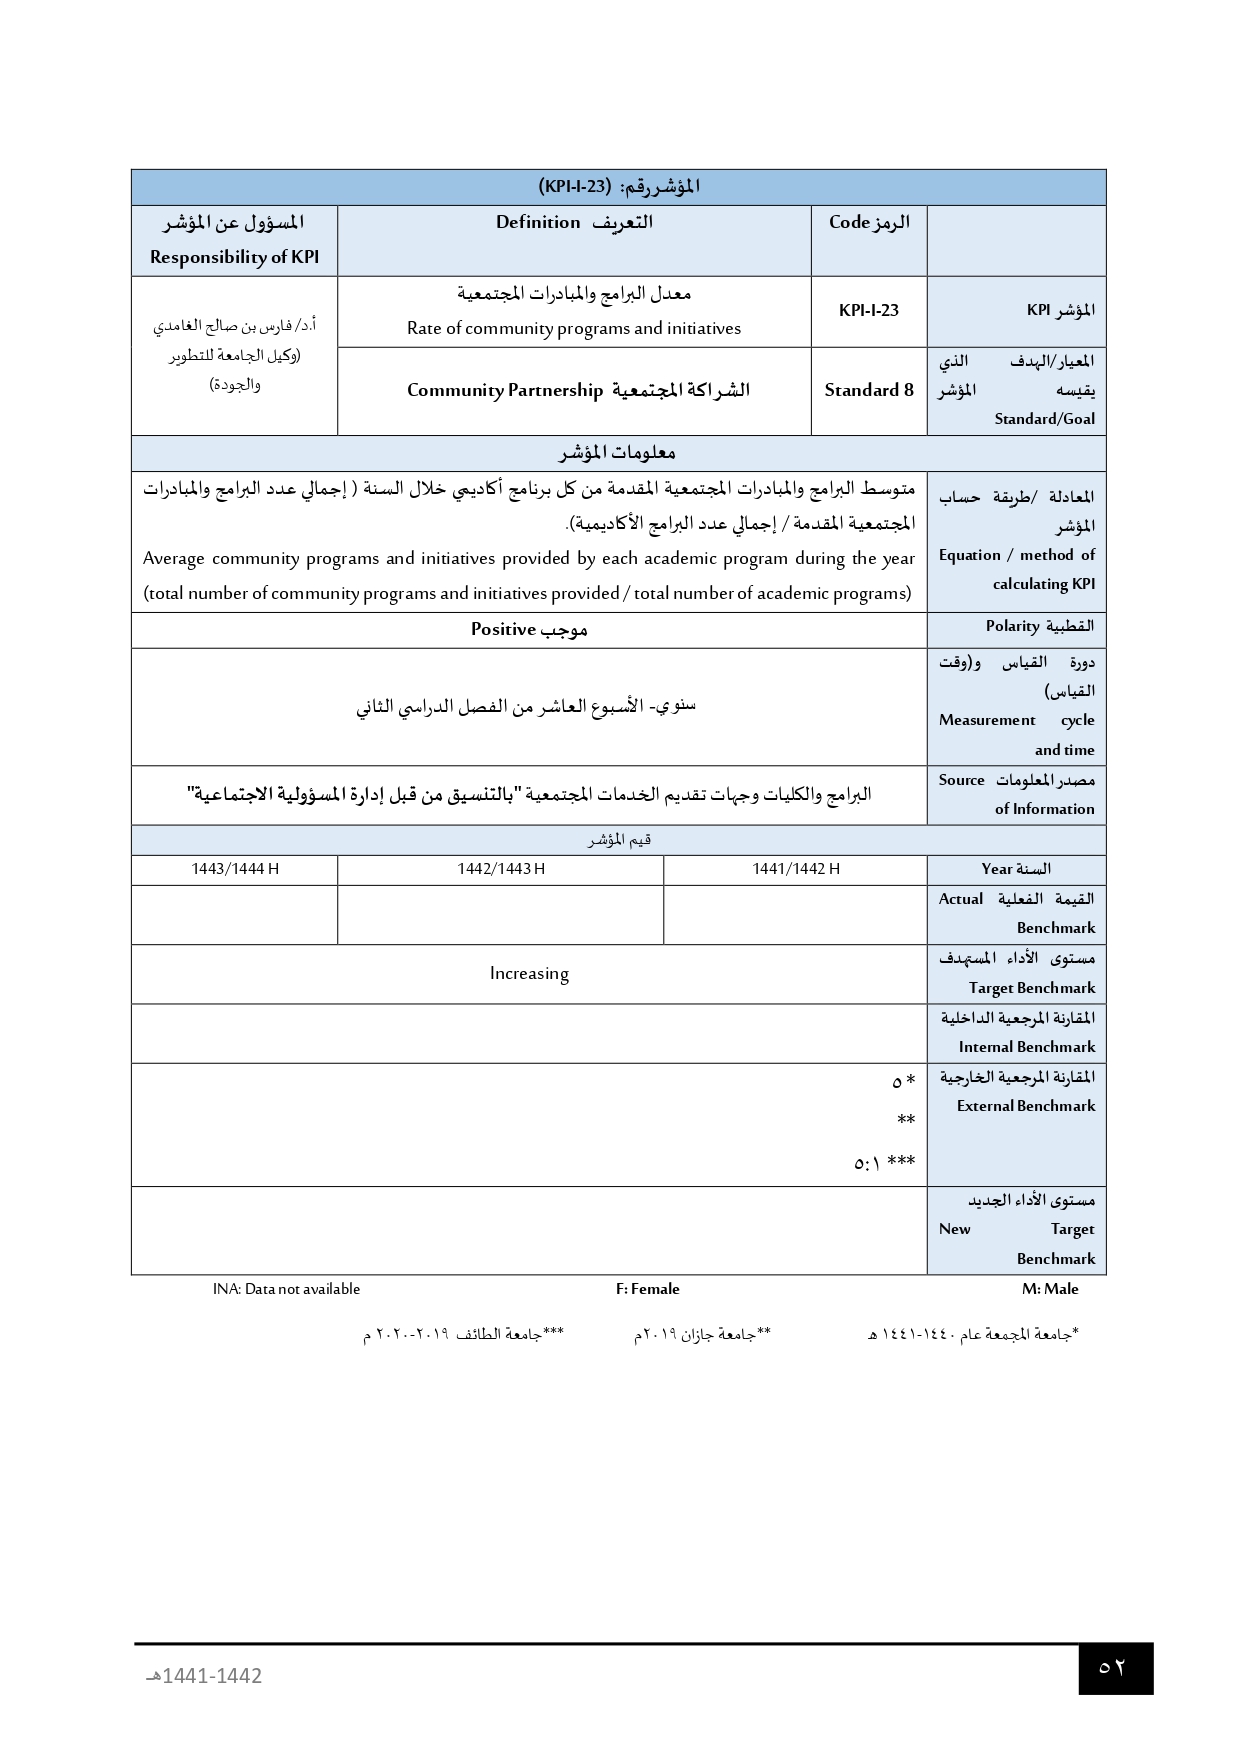 المؤشر رقم: (KPI-I-23)
الرمز Code
التعريف Definition
المسؤول عن المؤشر
Responsibility of KPI
المؤشر KPI
KPI-I-23
معدل البرامج والمبادرات المجتمعية
Rate of community programs and initiatives
أ.د/ فارس بن صالح الغامدي
(وكيل الجامعة للتطوير
والجودة)
المعيار/الهدف الذي
يقيسه المؤشر
Standard/Goal
Standard 8
الشراكة المجتمعية Community Partnership
معلومات المؤشر
المعادلة /طريقة حساب
المؤشر
Equation / method of
calculating KPI
متوسط البرامج والمبادرات المجتمعية المقدمة من كل برنامج أكاديمي خلال السنة ( إجمالي عدد البرامج والمبادرات
المجتمعية المقدمة / إجمالي عدد البرامج الأكاديمية).
Average community programs and initiatives provided by each academic program during the year
(total number of community programs and initiatives provided / total number of academic programs)
القطبية Polarity
موجب Positive
دورة القياس و(وقت
القياس)
Measurement cycle
and time
سنوي- الأسبوع العاشر من الفصل الدراسي الثاني
مصدر المعلومات Source
of Information
البرامج والكليات وجهات تقديم الخدمات المجتمعية "بالتنسيق من قبل إدارة المسؤولية الاجتماعية"
قيم المؤشر
السنة Year
1441/1442 H
1442/1443 H
1443/1444 H
القيمة الفعلية Actual
Benchmark
مستوى الأداء المستهدف
Target Benchmark
Increasing
المقارنة المرجعية الداخلية
Internal Benchmark
المقارنة المرجعية الخارجية
External Benchmark
* ٥
**
*** ٥:١
مستوى الأداء الجديد
New Target
Benchmark
M: Male
F: Female
INA: Data not available
*جامعة المجمعة عام ١٤٤٠-١٤٤١ هـ
**جامعة جازان ٢٠١٩م
***جامعة الطائف ٢٠١٩-٢٠٢٠ م
٥٢
1441-1442هـ